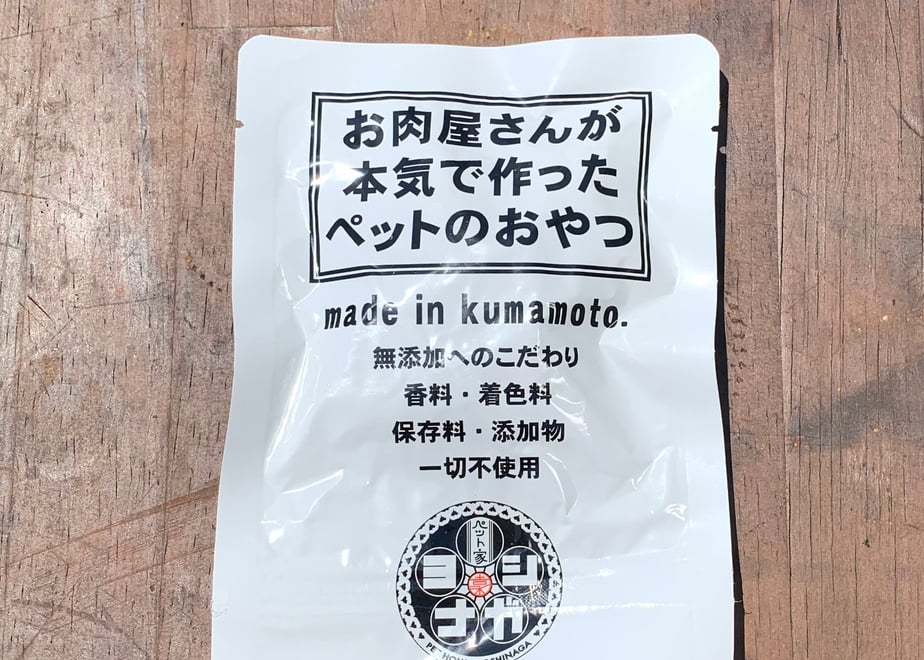 お肉屋さんが
本気で作った
ペットのおやつ
made in kumamoto.
無添加へのこだわり
香料・着色料
保存料・添加物
一切不使用
ペット家
ヨシ
ナガ